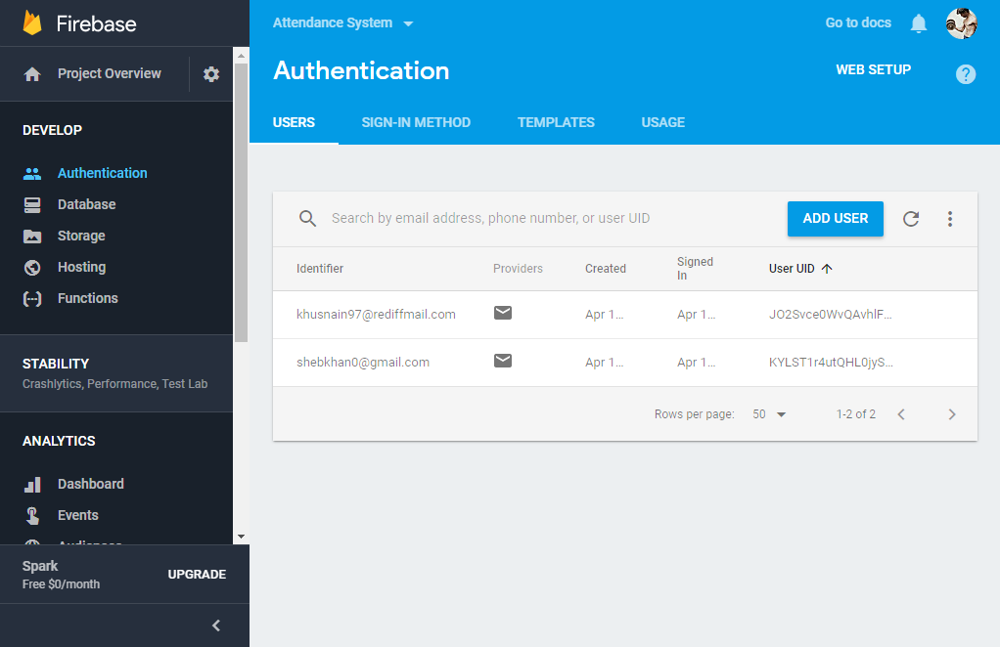 Firebase
Project Overview
DEVELOP
Authentication
Database
Storage
Hosting
Functions
STABILITY
Crashlytics, Performance, Test Lab
ANALYTICS
Dashboard
Events
Audiences
Spark
Free $0/month
UPGRADE
Attendance System
Go to docs
Authentication
WEB SETUP
?
USERS SIGN-IN METHOD TEMPLATES USAGE
Search by email address, phone number, or user UID
ADD USER
Identifier Providers Created Signed In User UID
khusnain97@rediffmail.com Apr 1... Apr 1... JO2Svce0WvQAvhlF...
shebkhan0@gmail.com Apr 1... Apr 1... KYLST1r4utQHL0jyS...
Rows per page: 50 1-2 of 2